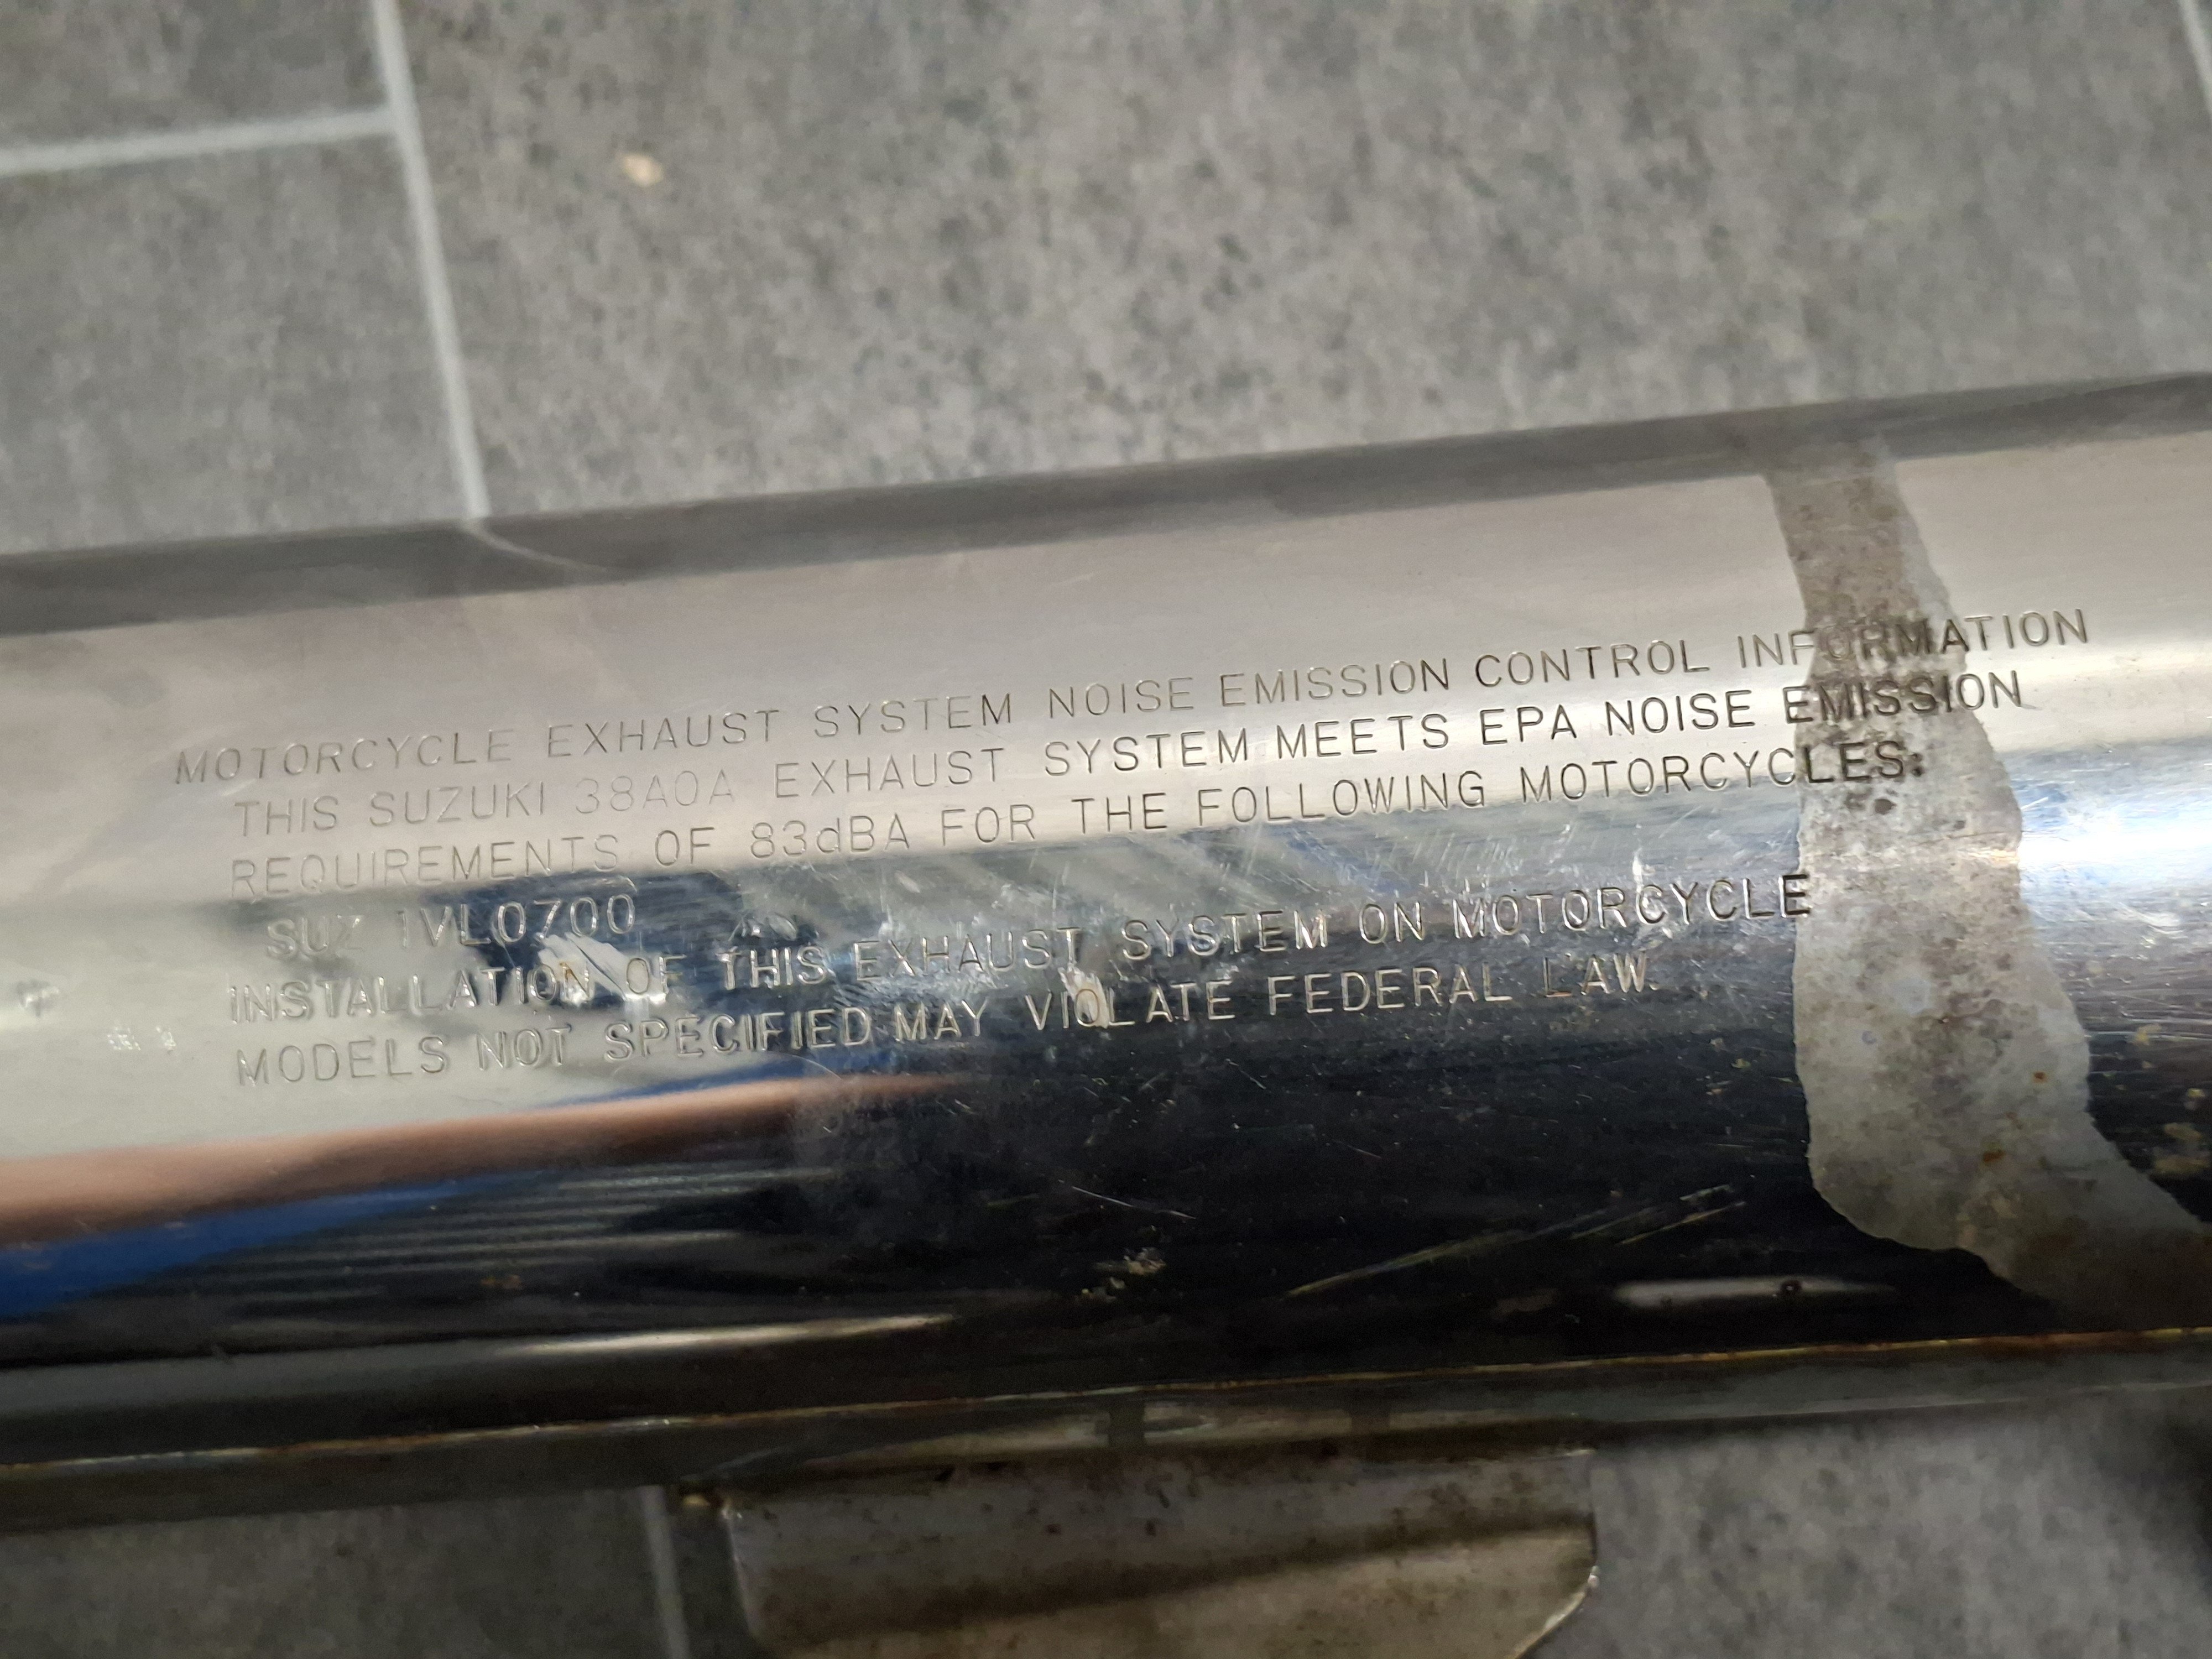 MOTORCYCLE EXHAUST SYSTEM NOISE EMISSION CONTROL INFORMATION
THIS SUZUKI 38A0A EXHAUST SYSTEM MEETS EPA NOISE EMISSION
REQUIREMENTS OF 83dBA FOR THE FOLLOWING MOTORCYCLES:
SUZ 1VL0700
INSTALLATION OF THIS EXHAUST SYSTEM ON MOTORCYCLE
MODELS NOT SPECIFIED MAY VIOLATE FEDERAL LAW.